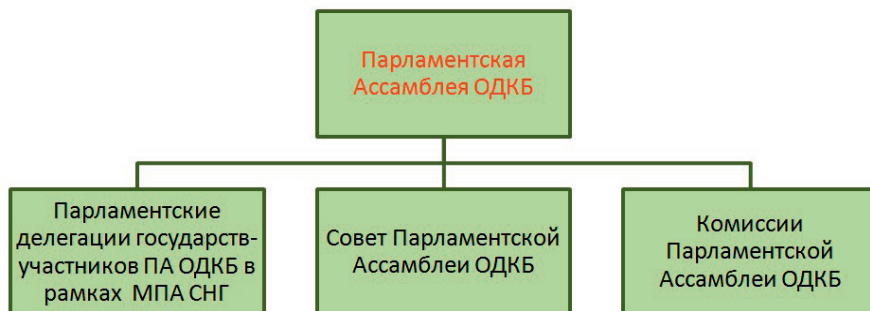 Парламентская
Ассамблея ОДКБ
Парламентские
делегации государств-
участников ПА ОДКБ в
рамках МПА СНГ
Совет Парламентской
Ассамблеи ОДКБ
Комиссии
Парламентской
Ассамблеи ОДКБ